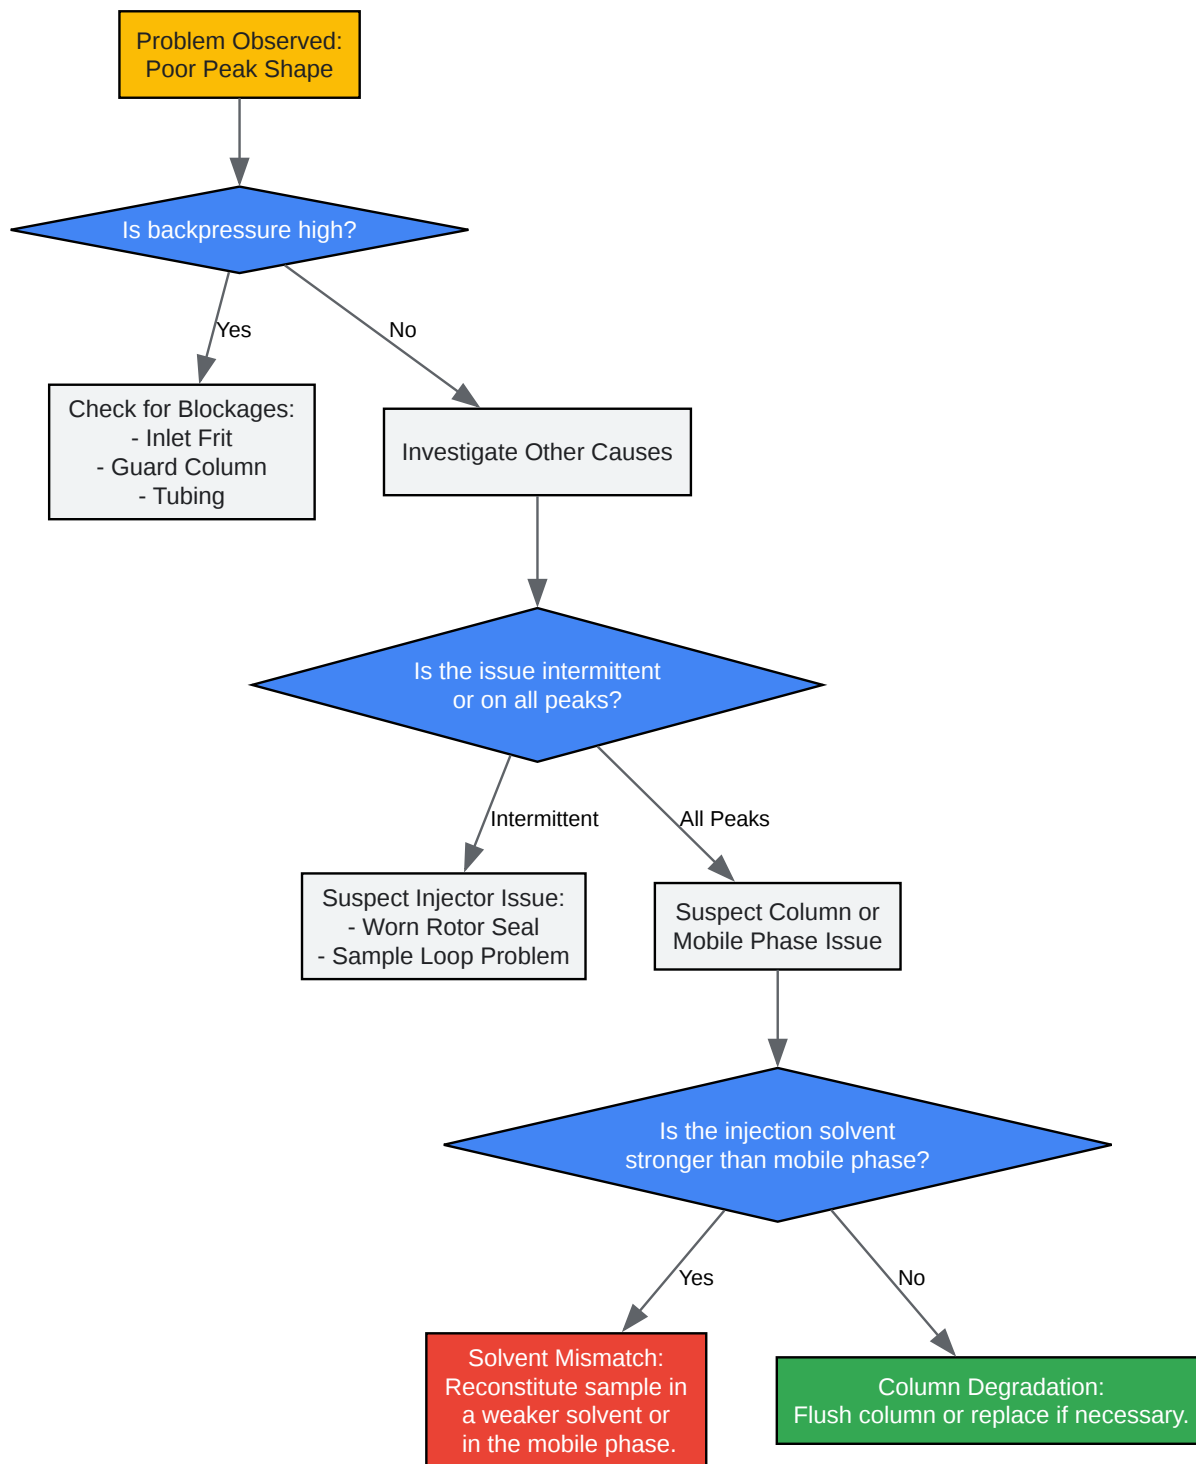 Problem Observed:
Poor Peak Shape
Is backpressure high?
Yes
No
Check for Blockages:
- Inlet Frit
- Guard Column
- Tubing
Investigate Other Causes
Is the issue intermittent
or on all peaks?
Intermittent
All Peaks
Suspect Injector Issue:
- Worn Rotor Seal
- Sample Loop Problem
Suspect Column or
Mobile Phase Issue
Is the injection solvent
stronger than mobile phase?
Yes
No
Solvent Mismatch:
Reconstitute sample in
a weaker solvent or
in the mobile phase.
Column Degradation:
Flush column or replace if necessary.